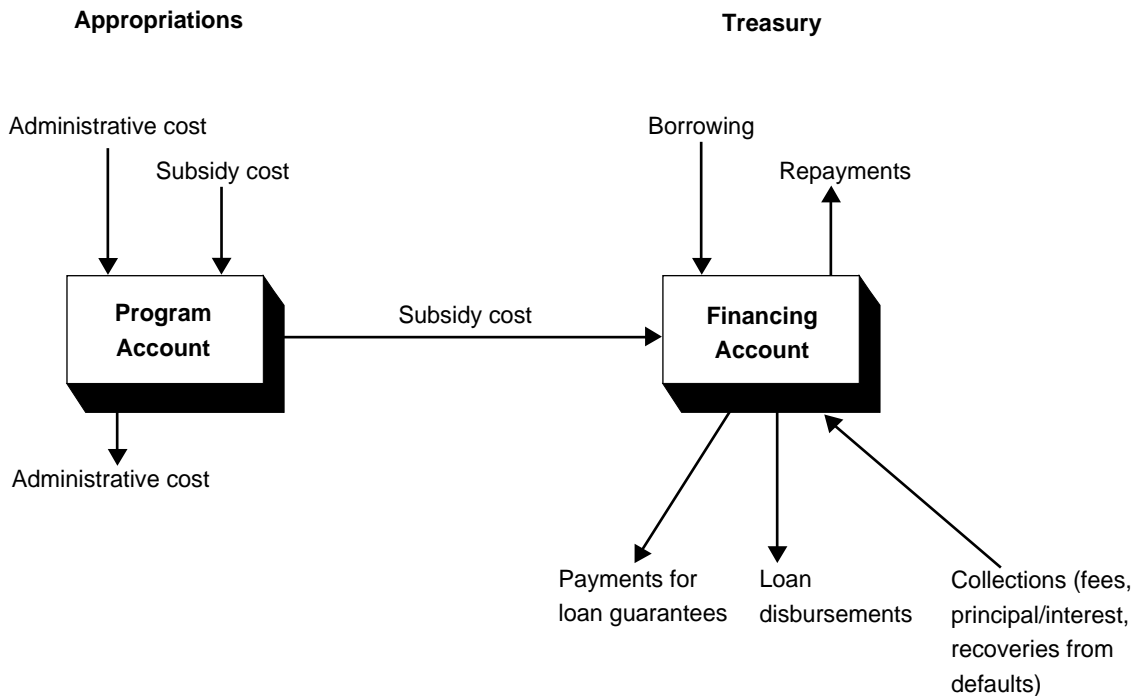 Appropriations
Treasury
Administrative cost
Subsidy cost
Borrowing
Repayments
Program
Account
Subsidy cost
Financing
Account
Administrative cost
Payments for
loan guarantees
Loan
disbursements
Collections (fees,
principal/interest,
recoveries from
defaults)